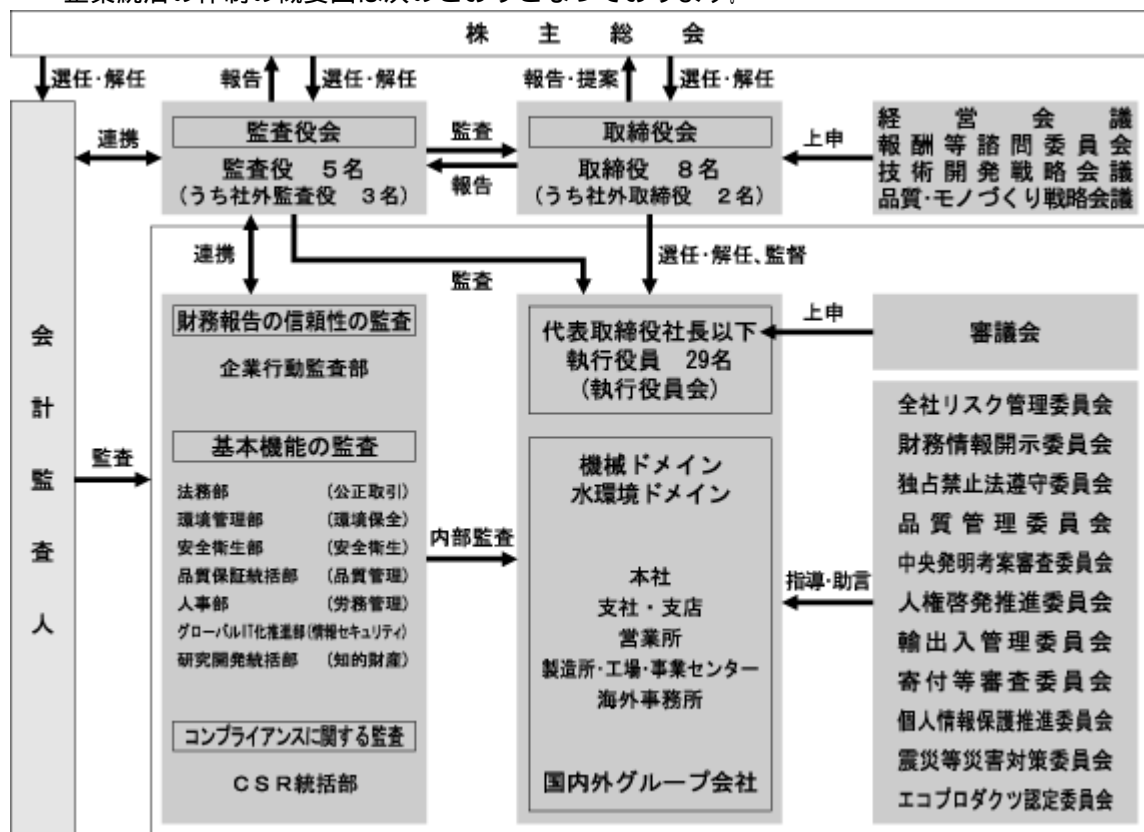 企業統治の体制の概要図は次のとおりとなっております。
株主総会
選任・解任
報告
選任・解任
報告・提案
選任・解任
会計監査人
連携
監査役会
監査役 5名
(うち社外監査役 3名)
監査
報告
取締役会
取締役 8名
(うち社外取締役 2名)
上申
経営会議
報酬等諮問委員会
技術開発戦略会議
品質・モノづくり戦略会議
連携
監査
選任・解任、監督
監査
財務報告の信頼性の監査
企業行動監査部
基本機能の監査
法務部 (公正取引)
環境管理部 (環境保全)
安全衛生部 (安全衛生)
品質保証統括部 (品質管理)
人事部 (労務管理)
グローバルIT化推進部(情報セキュリティ)
研究開発統括部 (知的財産)
コンプライアンスに関する監査
CSR統括部
内部監査
代表取締役社長以下
執行役員 29名
(執行役員会)
機械ドメイン
水環境ドメイン
本社
支社・支店
営業所
製造所・工場・事業センター
海外事務所
国内外グループ会社
上申
審議会
指導・助言
全社リスク管理委員会
財務情報開示委員会
独占禁止法遵守委員会
品質管理委員会
中央発明考案審査委員会
人権啓発推進委員会
輸出入管理委員会
寄付等審査委員会
個人情報保護推進委員会
震災等災害対策委員会
エコプロダクツ認定委員会